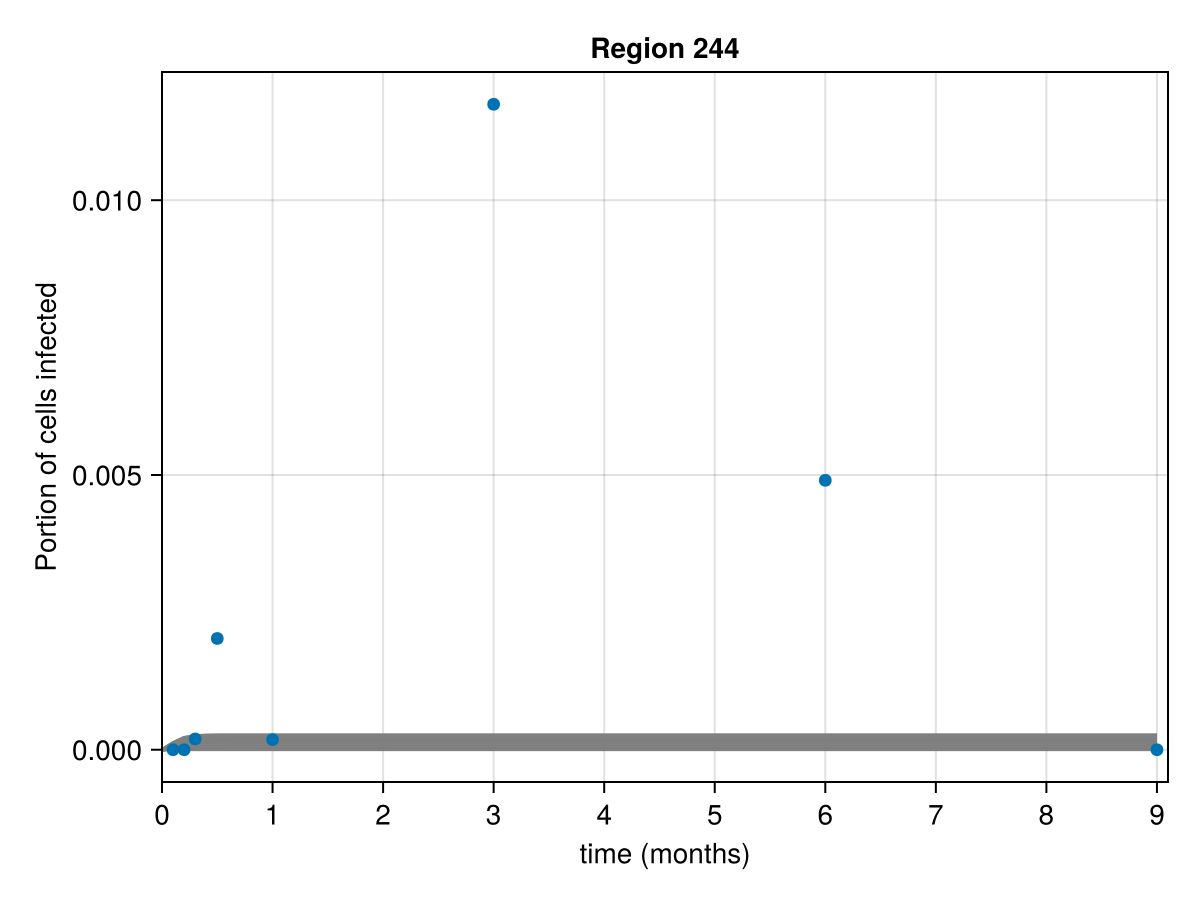 Region 244
Portion of cells infected
0.010
0.005
0.000
0 1 2 3 4 5 6 7 8 9
time (months)